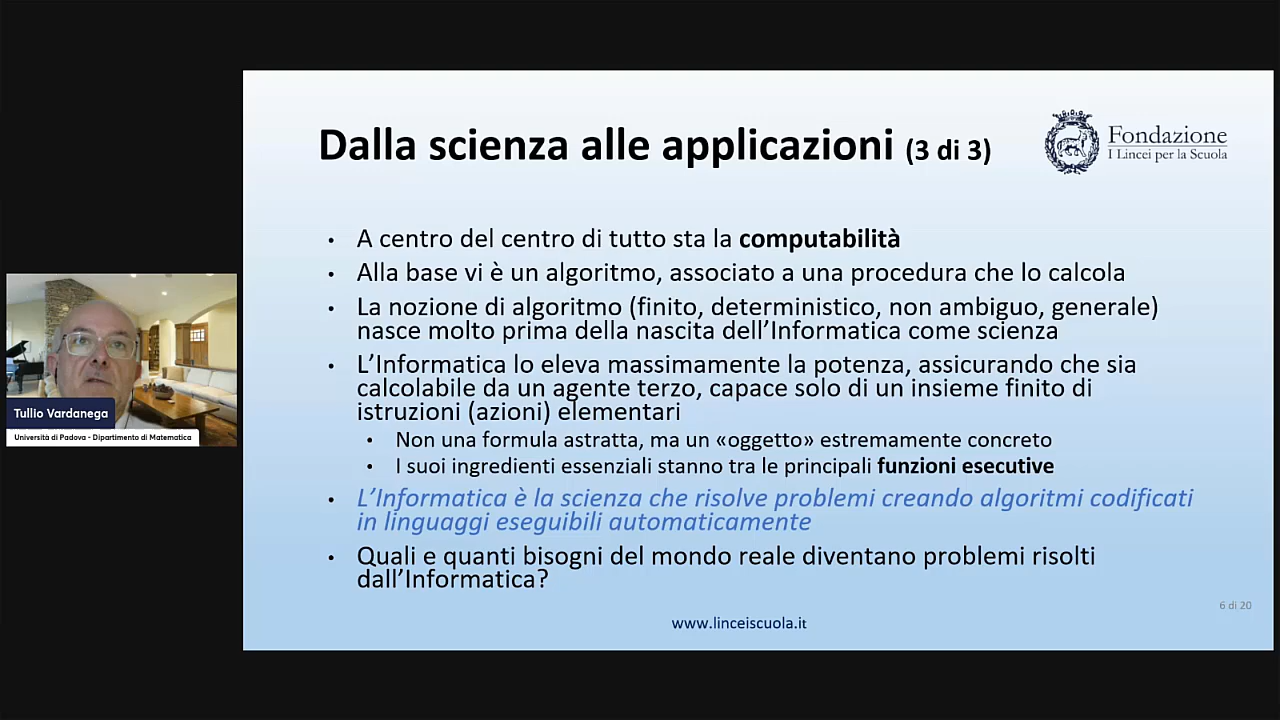 Dalla scienza alle applicazioni (3 di 3)
Fondazione
I Lincei per la Scuola
• A centro del centro di tutto sta la computabilità
• Alla base vi è un algoritmo, associato a una procedura che lo calcola
• La nozione di algoritmo (finito, deterministico, non ambiguo, generale)
nasce molto prima della nascita dell’Informatica come scienza
• L’Informatica lo eleva massimamente la potenza, assicurando che sia
calcolabile da un agente terzo, capace solo di un insieme finito di
istruzioni (azioni) elementari
• Non una formula astratta, ma un «oggetto» estremamente concreto
• I suoi ingredienti essenziali stanno tra le principali funzioni esecutive
• L’Informatica è la scienza che risolve problemi creando algoritmi codificati
in linguaggi eseguibili automaticamente
• Quali e quanti bisogni del mondo reale diventano problemi risolti
dall’Informatica?
6 di 20
www.linceiscuola.it
Tullio Vardanega
Università di Padova - Dipartimento di Matematica